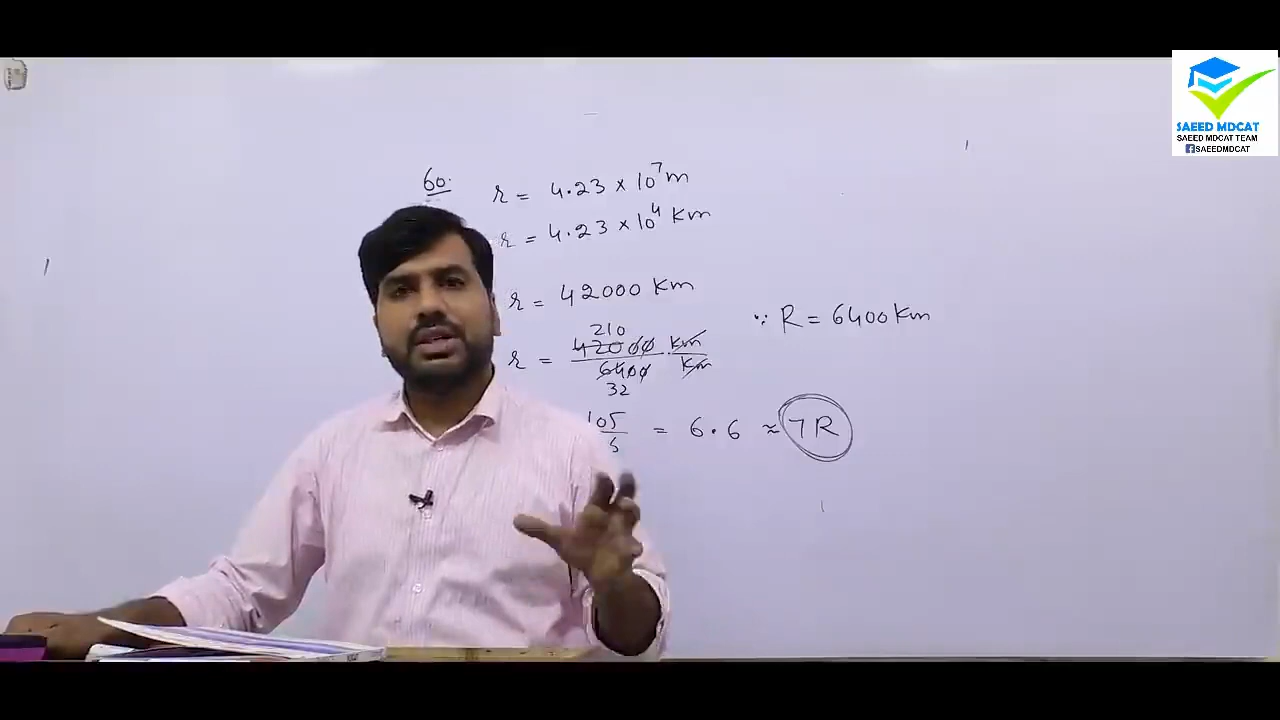 SAEED MDCAT
SAEED MDCAT TEAM
SAEEDMDCAT
60.
r = 4.23 × 10⁷ m
r = 4.23 × 10⁴ Km
r = 42000 Km
∵ R = 6400 Km
210
r = 42000/6400 · Km/Km
32
105 = 6.6 ≈ 7R